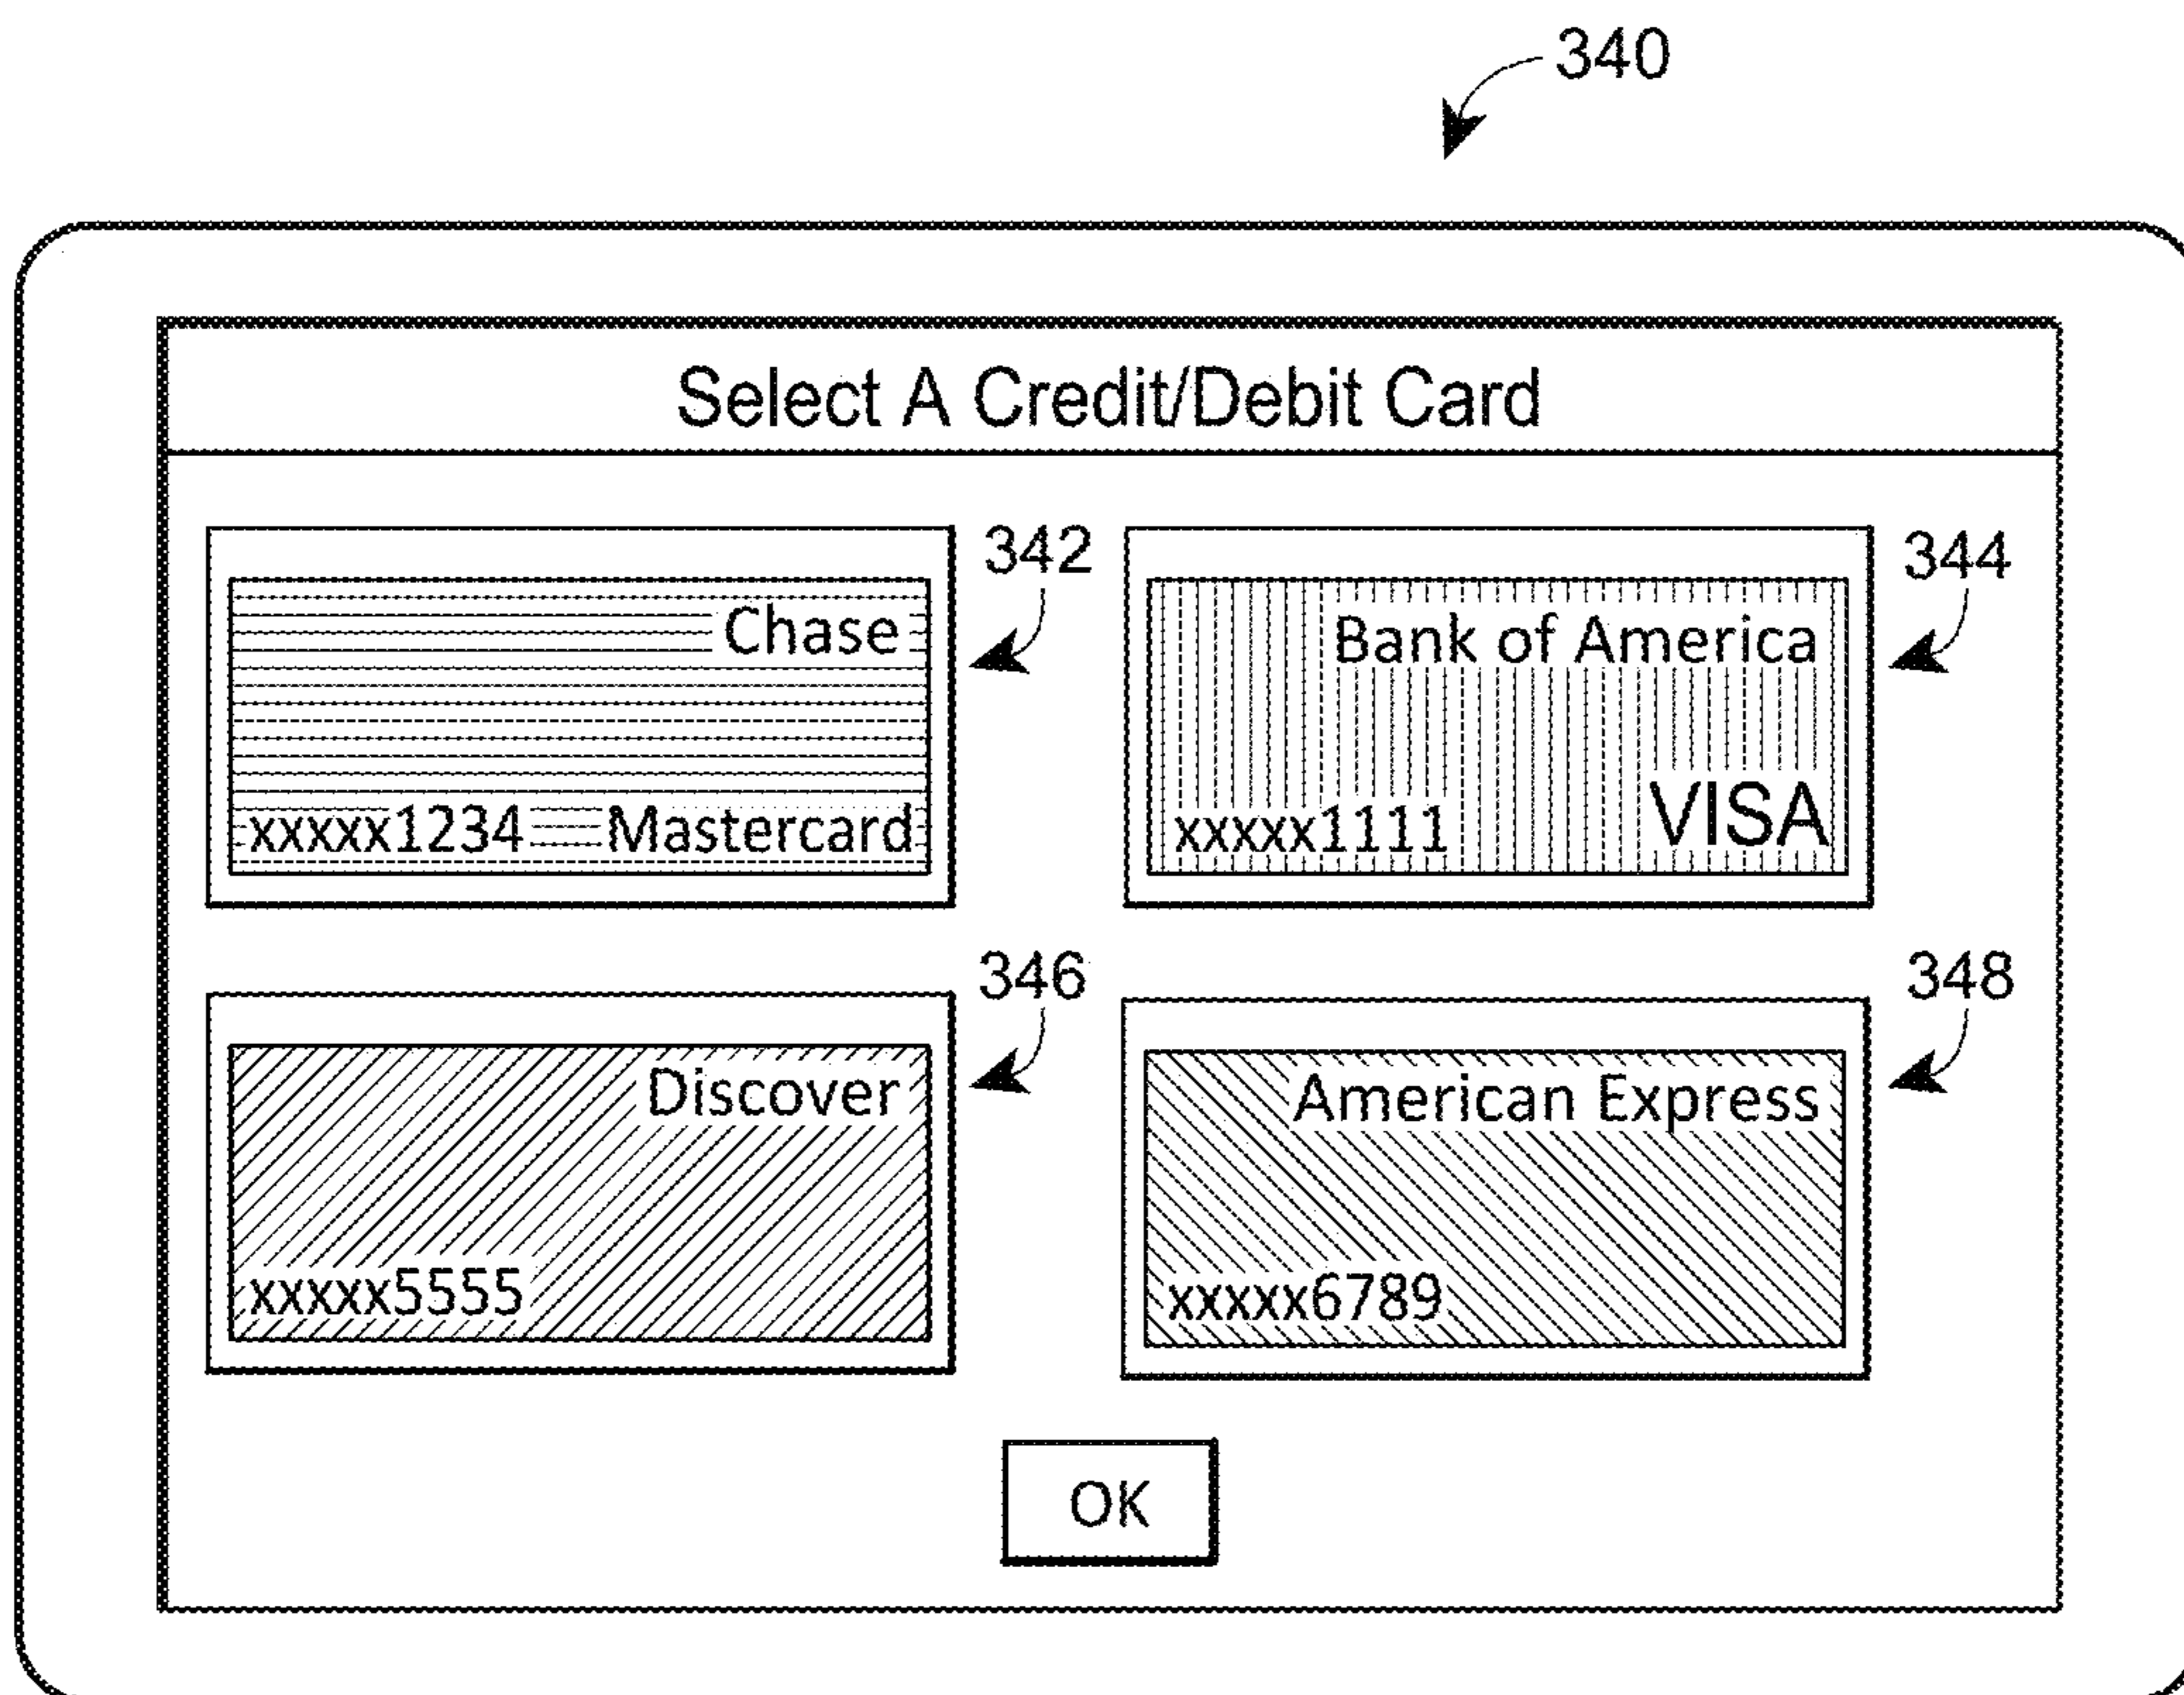 340
Select A Credit/Debit Card
342
344
Chase
Bank of America
xxxxx1234
Mastercard
xxxxx1111
VISA
346
348
Discover
American Express
xxxxx5555
xxxxx6789
OK